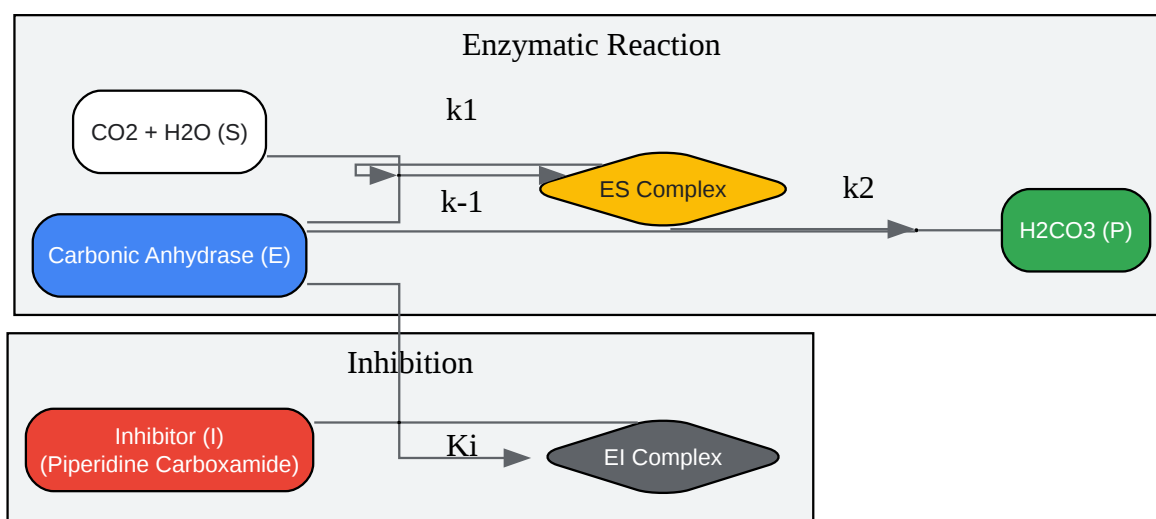 Enzymatic Reaction
CO2 + H2O (S)
k1
k-1
ES Complex
k2
Carbonic Anhydrase (E)
H2CO3 (P)
Inhibition
Inhibitor (I)
(Piperidine Carboxamide)
Ki
EI Complex